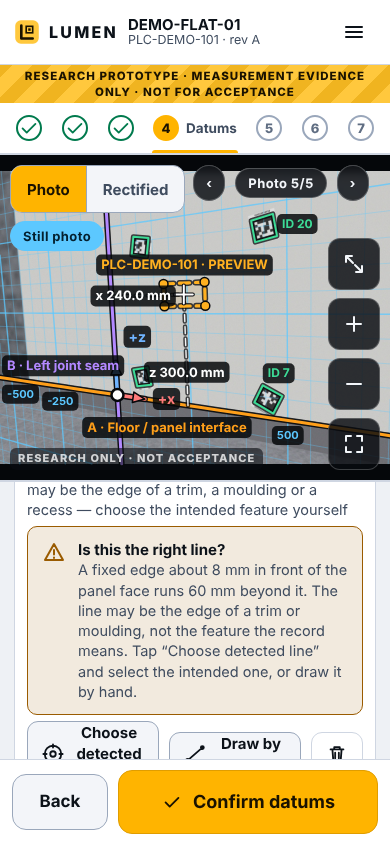 LUMEN
DEMO-FLAT-01
PLC-DEMO-101 · rev A
RESEARCH PROTOTYPE · MEASUREMENT EVIDENCE
ONLY · NOT FOR ACCEPTANCE
4 Datums 5 6 7
Photo Rectified
Photo 5/5
Still photo
ID 20
PLC-DEMO-101 · PREVIEW
x 240.0 mm
+z
B · Left joint seam
z 300.0 mm
ID 7
-500
-250
+x
A · Floor / panel interface
500
RESEARCH ONLY · NOT ACCEPTANCE
may be the edge of a trim, a moulding or a
recess — choose the intended feature yourself
Is this the right line?
A fixed edge about 8 mm in front of the
panel face runs 60 mm beyond it. The
line may be the edge of a trim or
moulding, not the feature the record
means. Tap “Choose detected line”
and select the intended one, or draw it
by hand.
Choose
detected
Draw by
Back
Confirm datums